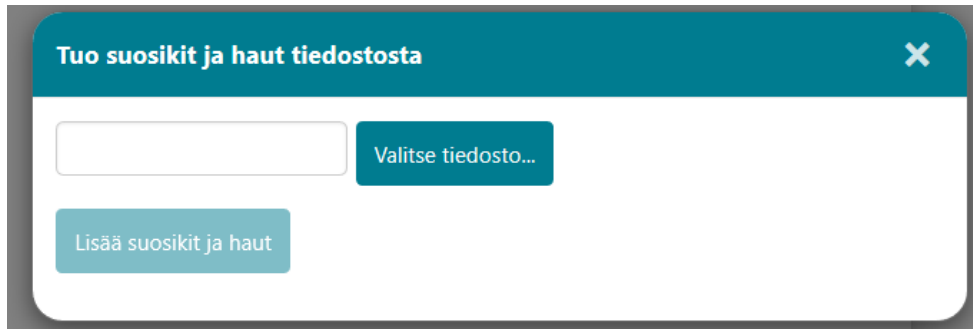 Tuo suosikit ja haut tiedostosta
Valitse tiedosto...
Lisää suosikit ja haut